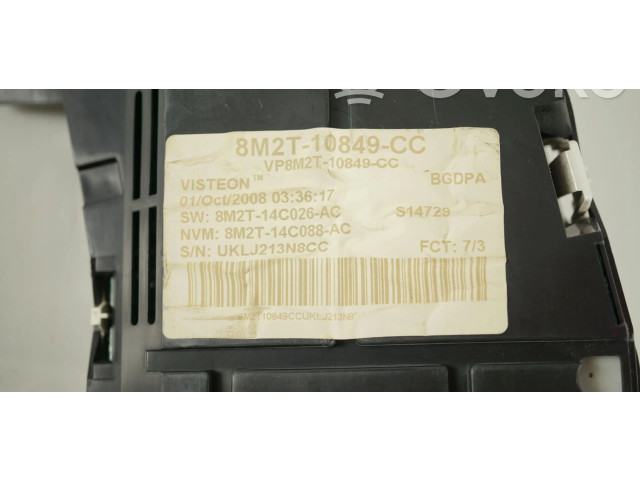 8M2T-10849-CC
VP8M2T-10849-CC
VISTEON™ BGDPA
01/Oct/2008 03:36:17
SW: 8M2T-14C026-AC S14729
NVM: 8M2T-14C088-AC
S/N: UKLJ213N8CC FCT: 7/3
8M2T10849CCUKLJ213N8